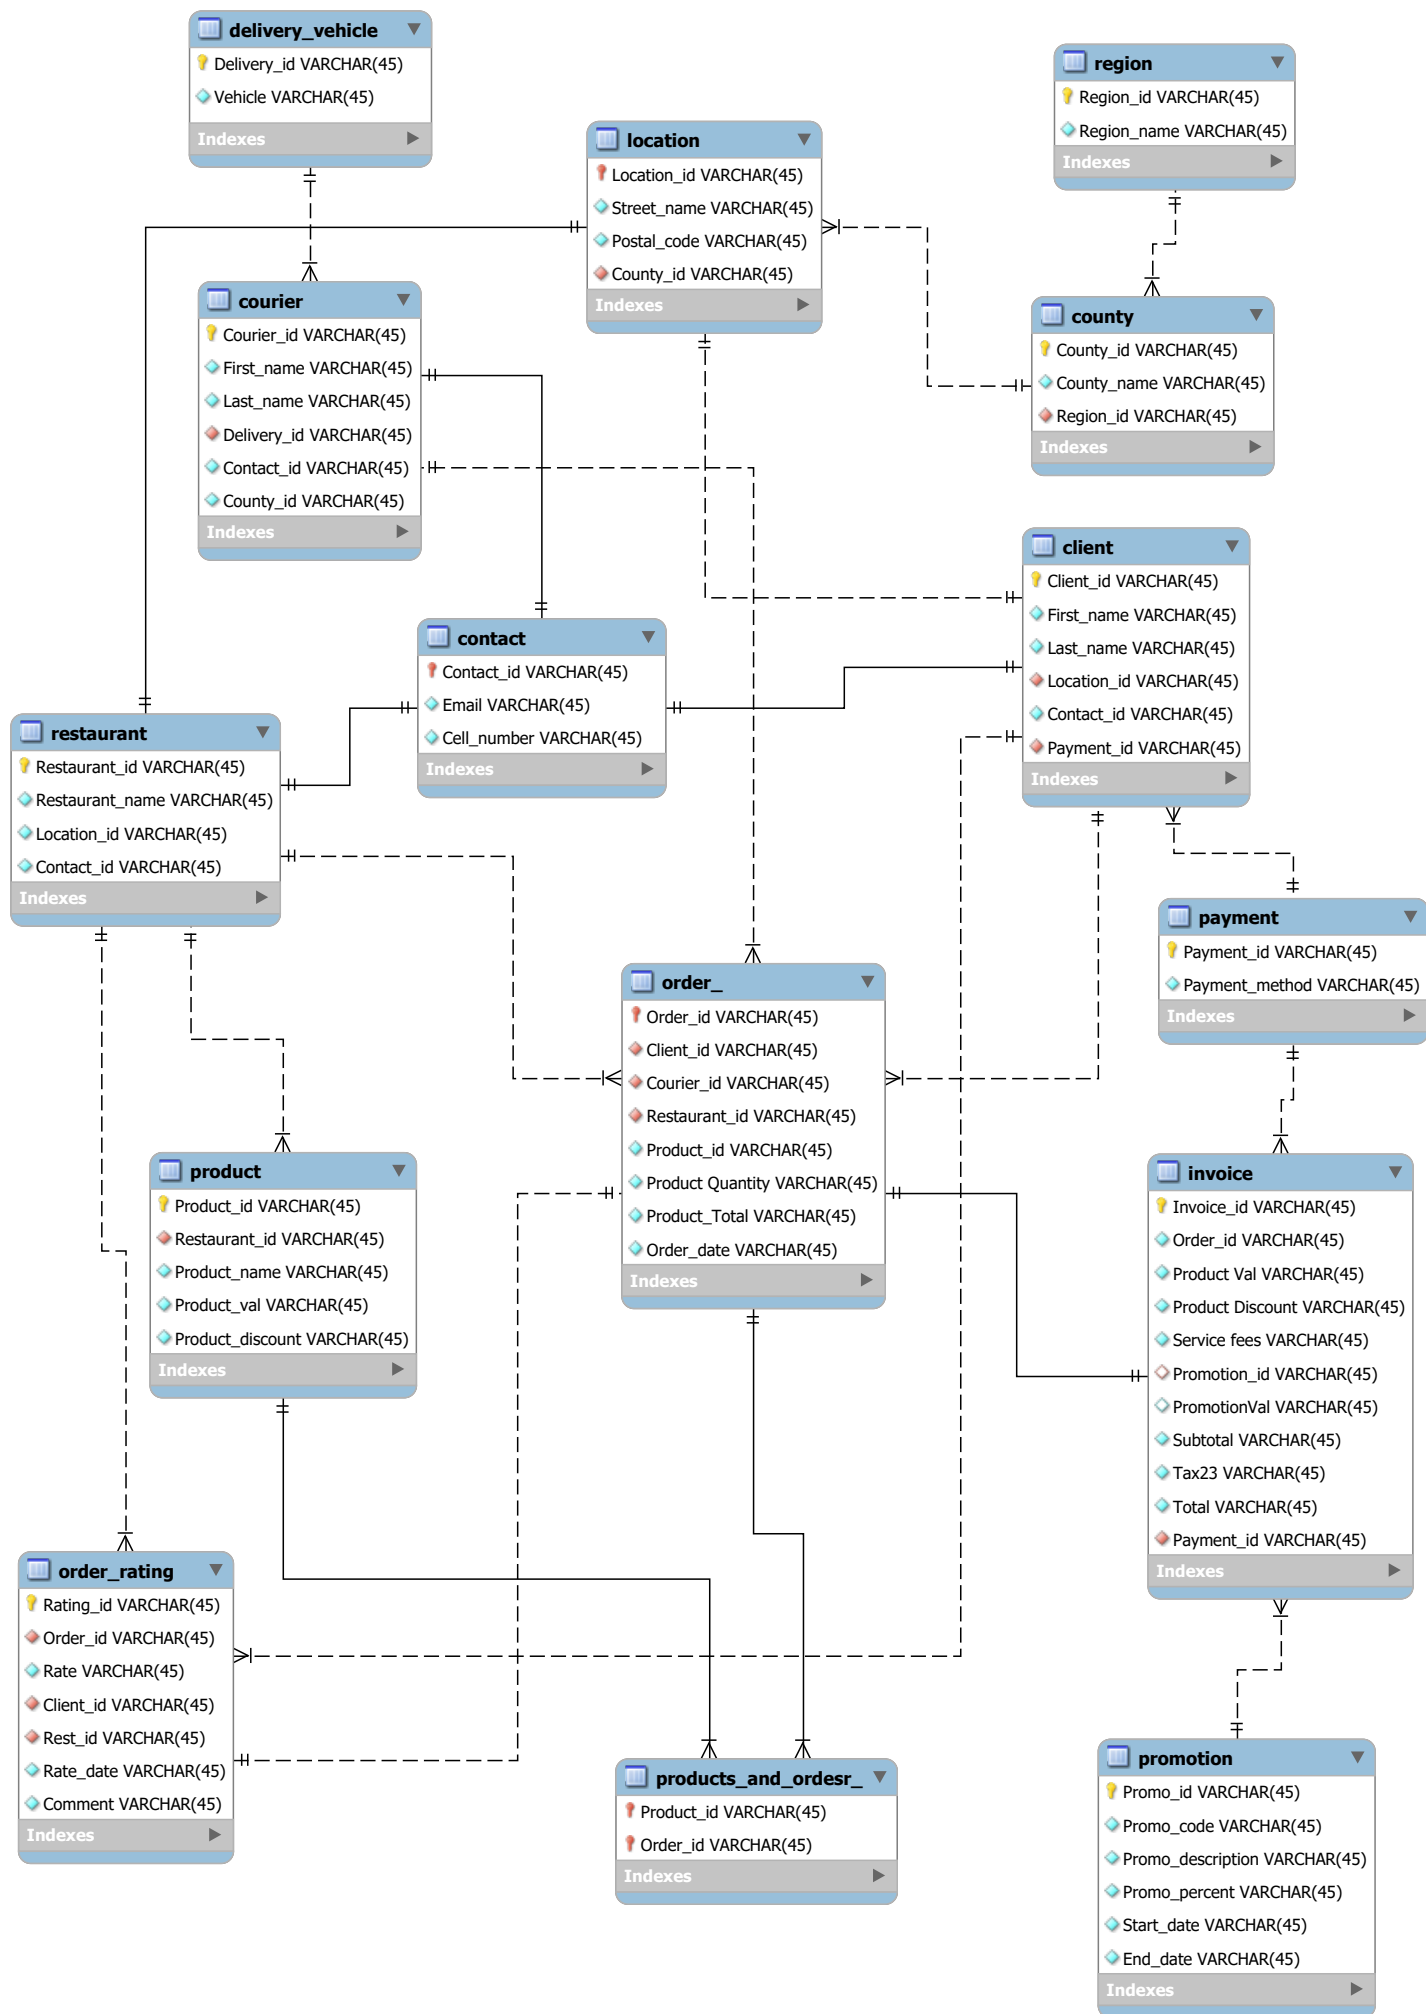 delivery_vehicle
Delivery_id VARCHAR(45)
Vehicle VARCHAR(45)
Indexes
region
Region_id VARCHAR(45)
Region_name VARCHAR(45)
Indexes
location
Location_id VARCHAR(45)
Street_name VARCHAR(45)
Postal_code VARCHAR(45)
County_id VARCHAR(45)
Indexes
courier
Courier_id VARCHAR(45)
First_name VARCHAR(45)
Last_name VARCHAR(45)
Delivery_id VARCHAR(45)
Contact_id VARCHAR(45)
County_id VARCHAR(45)
Indexes
county
County_id VARCHAR(45)
County_name VARCHAR(45)
Region_id VARCHAR(45)
Indexes
client
Client_id VARCHAR(45)
First_name VARCHAR(45)
Last_name VARCHAR(45)
Location_id VARCHAR(45)
Contact_id VARCHAR(45)
Payment_id VARCHAR(45)
Indexes
contact
Contact_id VARCHAR(45)
Email VARCHAR(45)
Cell_number VARCHAR(45)
Indexes
restaurant
Restaurant_id VARCHAR(45)
Restaurant_name VARCHAR(45)
Location_id VARCHAR(45)
Contact_id VARCHAR(45)
Indexes
payment
Payment_id VARCHAR(45)
Payment_method VARCHAR(45)
Indexes
order_
Order_id VARCHAR(45)
Client_id VARCHAR(45)
Courier_id VARCHAR(45)
Restaurant_id VARCHAR(45)
Product_id VARCHAR(45)
Product Quantity VARCHAR(45)
Product_Total VARCHAR(45)
Order_date VARCHAR(45)
Indexes
product
Product_id VARCHAR(45)
Restaurant_id VARCHAR(45)
Product_name VARCHAR(45)
Product_val VARCHAR(45)
Product_discount VARCHAR(45)
Indexes
invoice
Invoice_id VARCHAR(45)
Order_id VARCHAR(45)
Product Val VARCHAR(45)
Product Discount VARCHAR(45)
Service fees VARCHAR(45)
Promotion_id VARCHAR(45)
PromotionVal VARCHAR(45)
Subtotal VARCHAR(45)
Tax23 VARCHAR(45)
Total VARCHAR(45)
Payment_id VARCHAR(45)
Indexes
order_rating
Rating_id VARCHAR(45)
Order_id VARCHAR(45)
Rate VARCHAR(45)
Client_id VARCHAR(45)
Rest_id VARCHAR(45)
Rate_date VARCHAR(45)
Comment VARCHAR(45)
Indexes
products_and_ordesr_
Product_id VARCHAR(45)
Order_id VARCHAR(45)
Indexes
promotion
Promo_id VARCHAR(45)
Promo_code VARCHAR(45)
Promo_description VARCHAR(45)
Promo_percent VARCHAR(45)
Start_date VARCHAR(45)
End_date VARCHAR(45)
Indexes